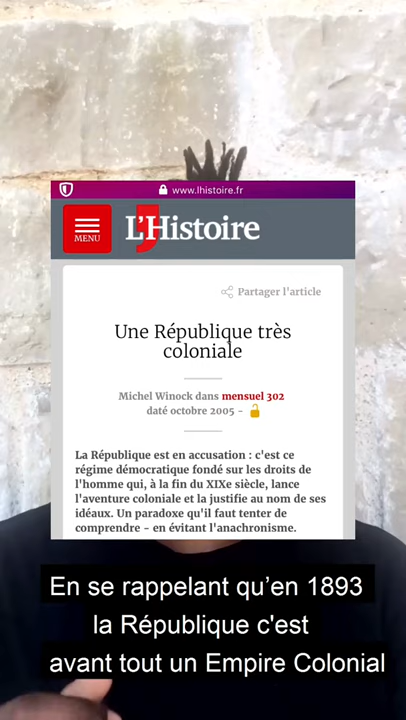 www.lhistoire.fr
MENU
L'Histoire
Partager l'article
Une République très
coloniale
Michel Winock dans mensuel 302
daté octobre 2005 -
La République est en accusation : c'est ce
régime démocratique fondé sur les droits de
l'homme qui, à la fin du XIXe siècle, lance
l'aventure coloniale et la justifie au nom de ses
idéaux. Un paradoxe qu'il faut tenter de
comprendre - en évitant l'anachronisme.
En se rappelant qu’en 1893
la République c'est
avant tout un Empire Colonial